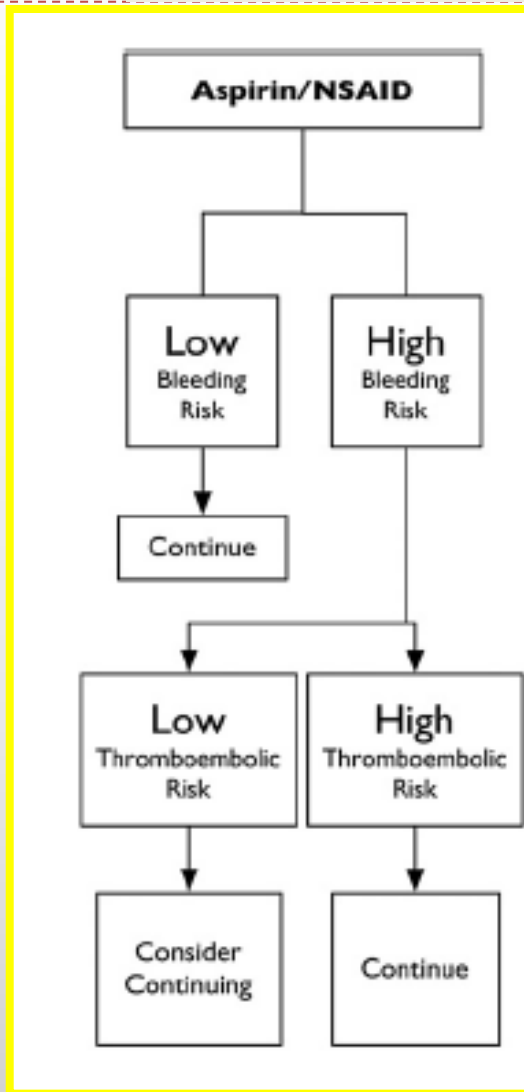 Aspirin/NSAID
Low
Bleeding
Risk
High
Bleeding
Risk
Continue
Low
Thromboembolic
Risk
High
Thromboembolic
Risk
Consider
Continuing
Continue